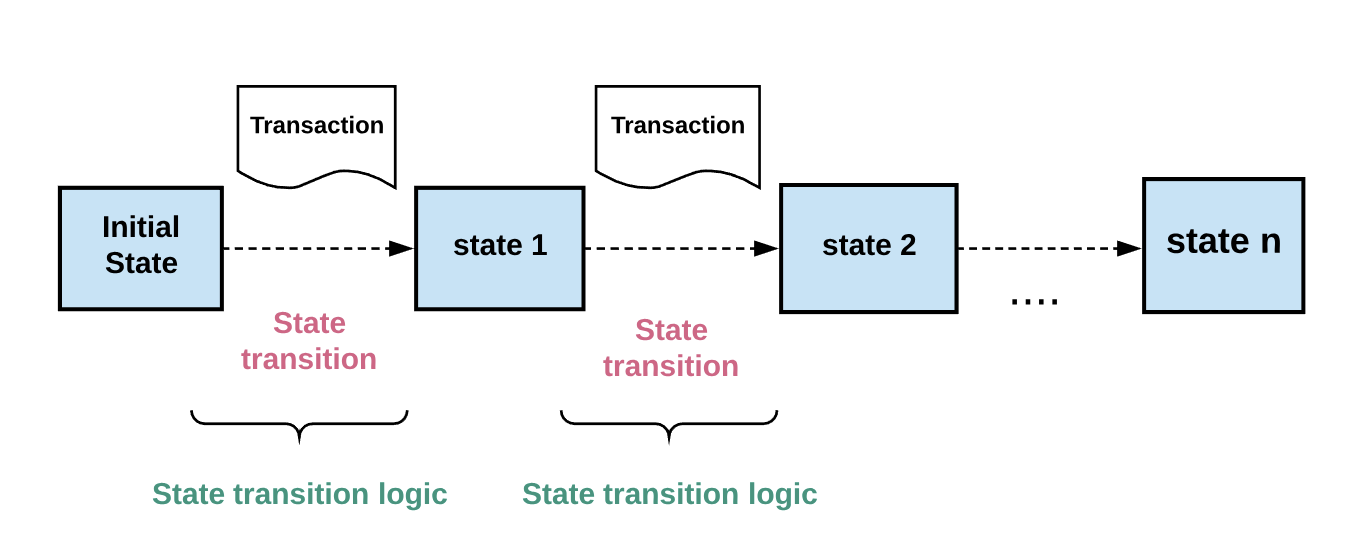 Transaction
Transaction
Initial
State
state 1
state 2
state n
....
State
transition
State
transition
State transition logic
State transition logic